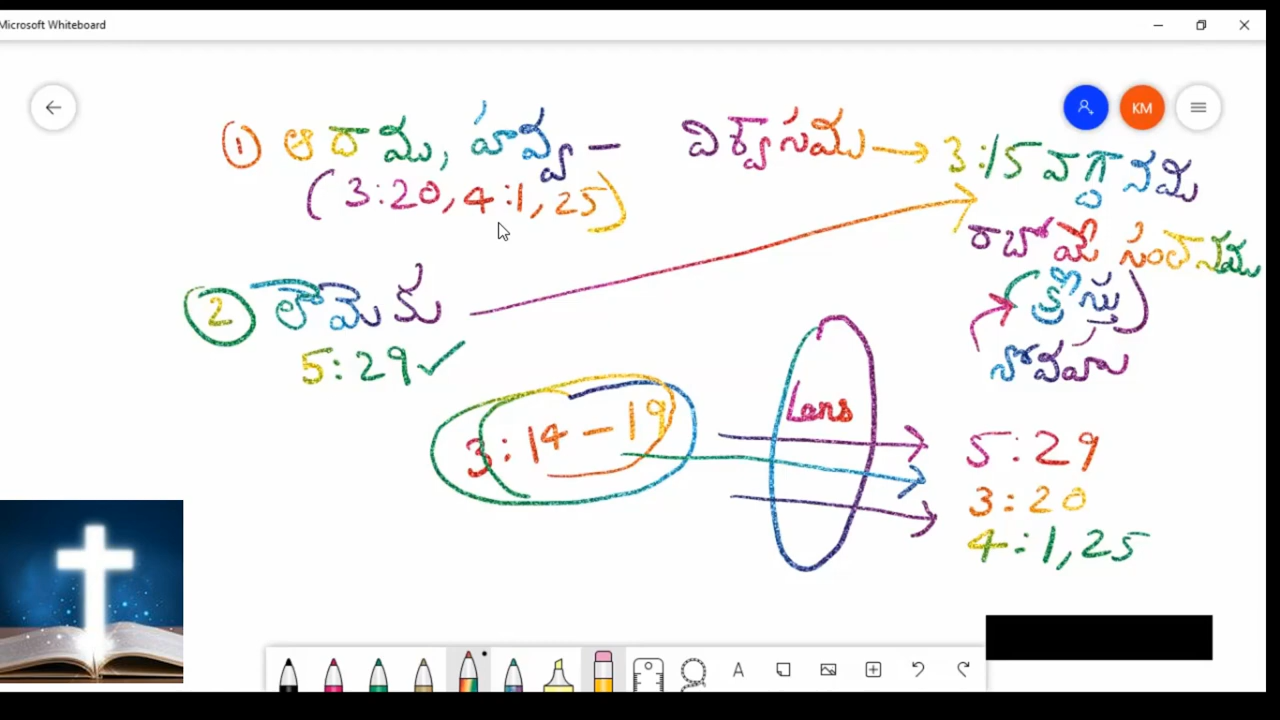 Microsoft Whiteboard
KM
① ఆదాము, హవ్వ - విశ్వాసము → 3:15 వాగ్దానము
(3:20, 4:1, 25)
రాబోయే సంతానము
② లామెకు
(క్రీస్తు)
5:29✓
నోవహు
3:14-19
Lans
5:29
3:20
4:1,25
A